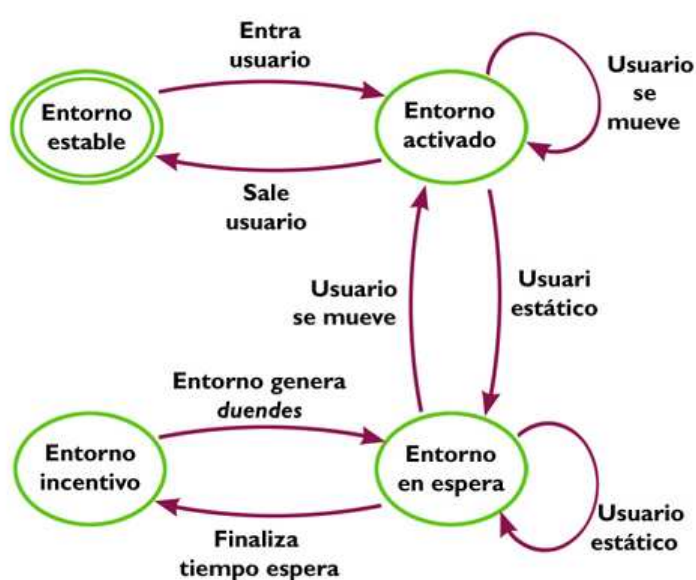 Entra
usuario
Entorno
estable
Entorno
activado
Usuario
se
mueve
Sale
usuario
Usuario
se mueve
Usuari
estático
Entorno genera
duendes
Entorno
incentivo
Entorno
en espera
Finaliza
tiempo espera
Usuario
estático